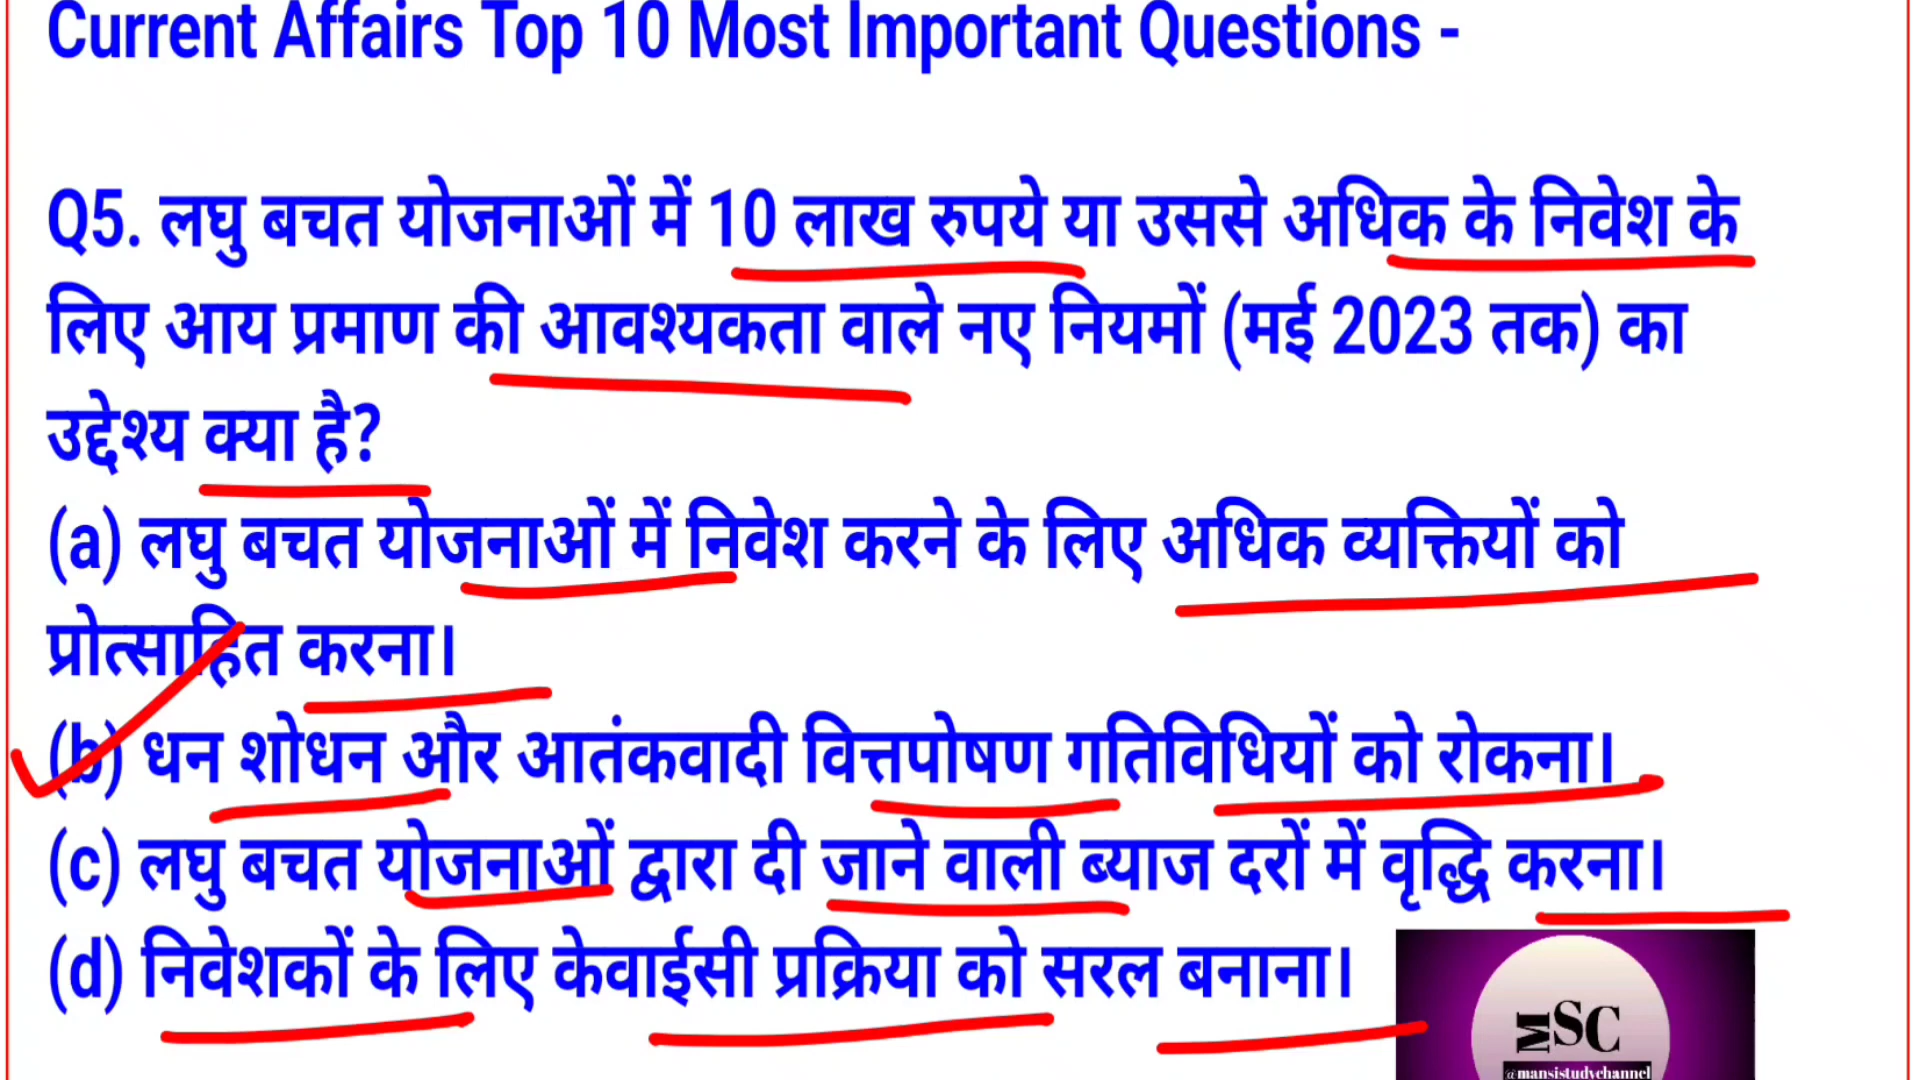 Current Affairs Top 10 Most Important Questions -
Q5. लघु बचत योजनाओं में 10 लाख रुपये या उससे अधिक के निवेश के
लिए आय प्रमाण की आवश्यकता वाले नए नियमों (मई 2023 तक) का
उद्देश्य क्या है?
(a) लघु बचत योजनाओं में निवेश करने के लिए अधिक व्यक्तियों को
प्रोत्साहित करना।
(b) धन शोधन और आतंकवादी वित्तपोषण गतिविधियों को रोकना।
(c) लघु बचत योजनाओं द्वारा दी जाने वाली ब्याज दरों में वृद्धि करना।
(d) निवेशकों के लिए केवाईसी प्रक्रिया को सरल बनाना।
MSC
@mansistudychannel